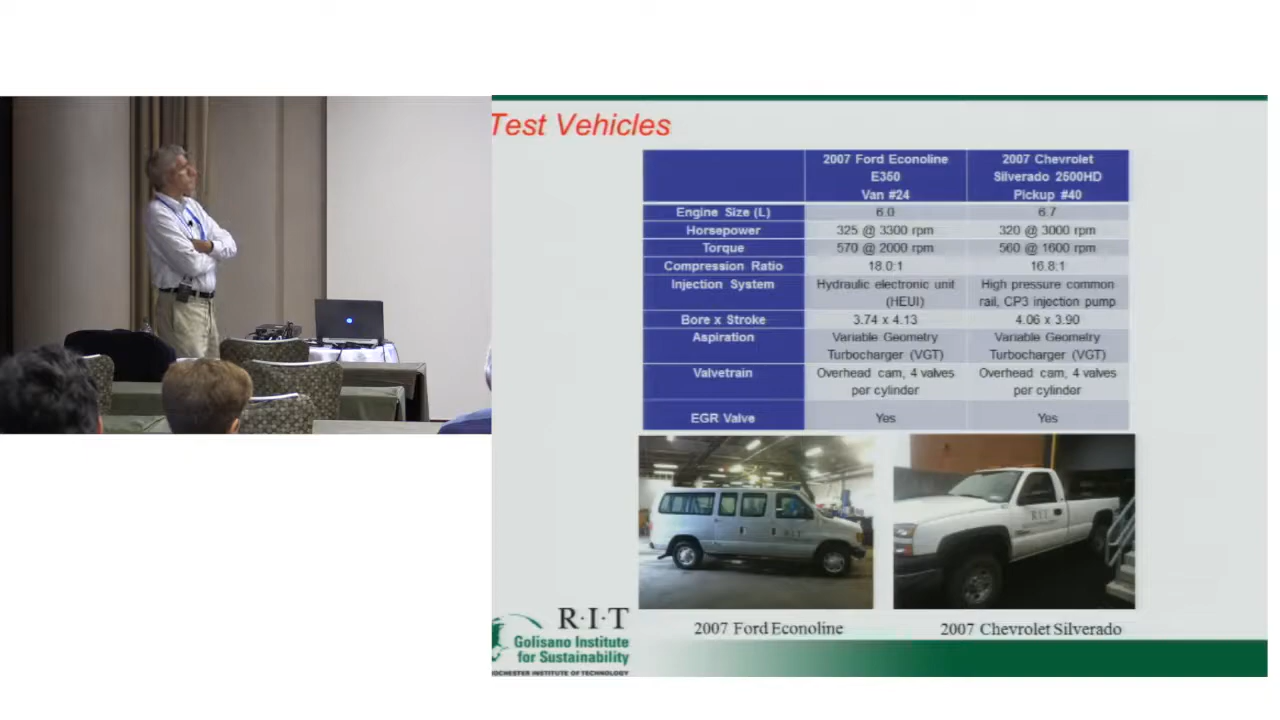 Test Vehicles
2007 Ford Econoline
E350
Van #24
2007 Chevrolet
Silverado 2500HD
Pickup #40
Engine Size (L) 6.0 6.7
Horsepower 325 @ 3300 rpm 320 @ 3000 rpm
Torque 570 @ 2000 rpm 560 @ 1600 rpm
Compression Ratio 18.0:1 16.8:1
Injection System Hydraulic electronic unit High pressure common
(HEUI) rail, CP3 injection pump
Bore x Stroke 3.74 x 4.13 4.06 x 3.90
Aspiration Variable Geometry Variable Geometry
Turbocharger (VGT) Turbocharger (VGT)
Valvetrain Overhead cam, 4 valves Overhead cam, 4 valves
per cylinder per cylinder
EGR Valve Yes Yes
R·I·T
R·I·T
2007 Ford Econoline 2007 Chevrolet Silverado
R·I·T
Golisano Institute
for Sustainability
ROCHESTER INSTITUTE OF TECHNOLOGY